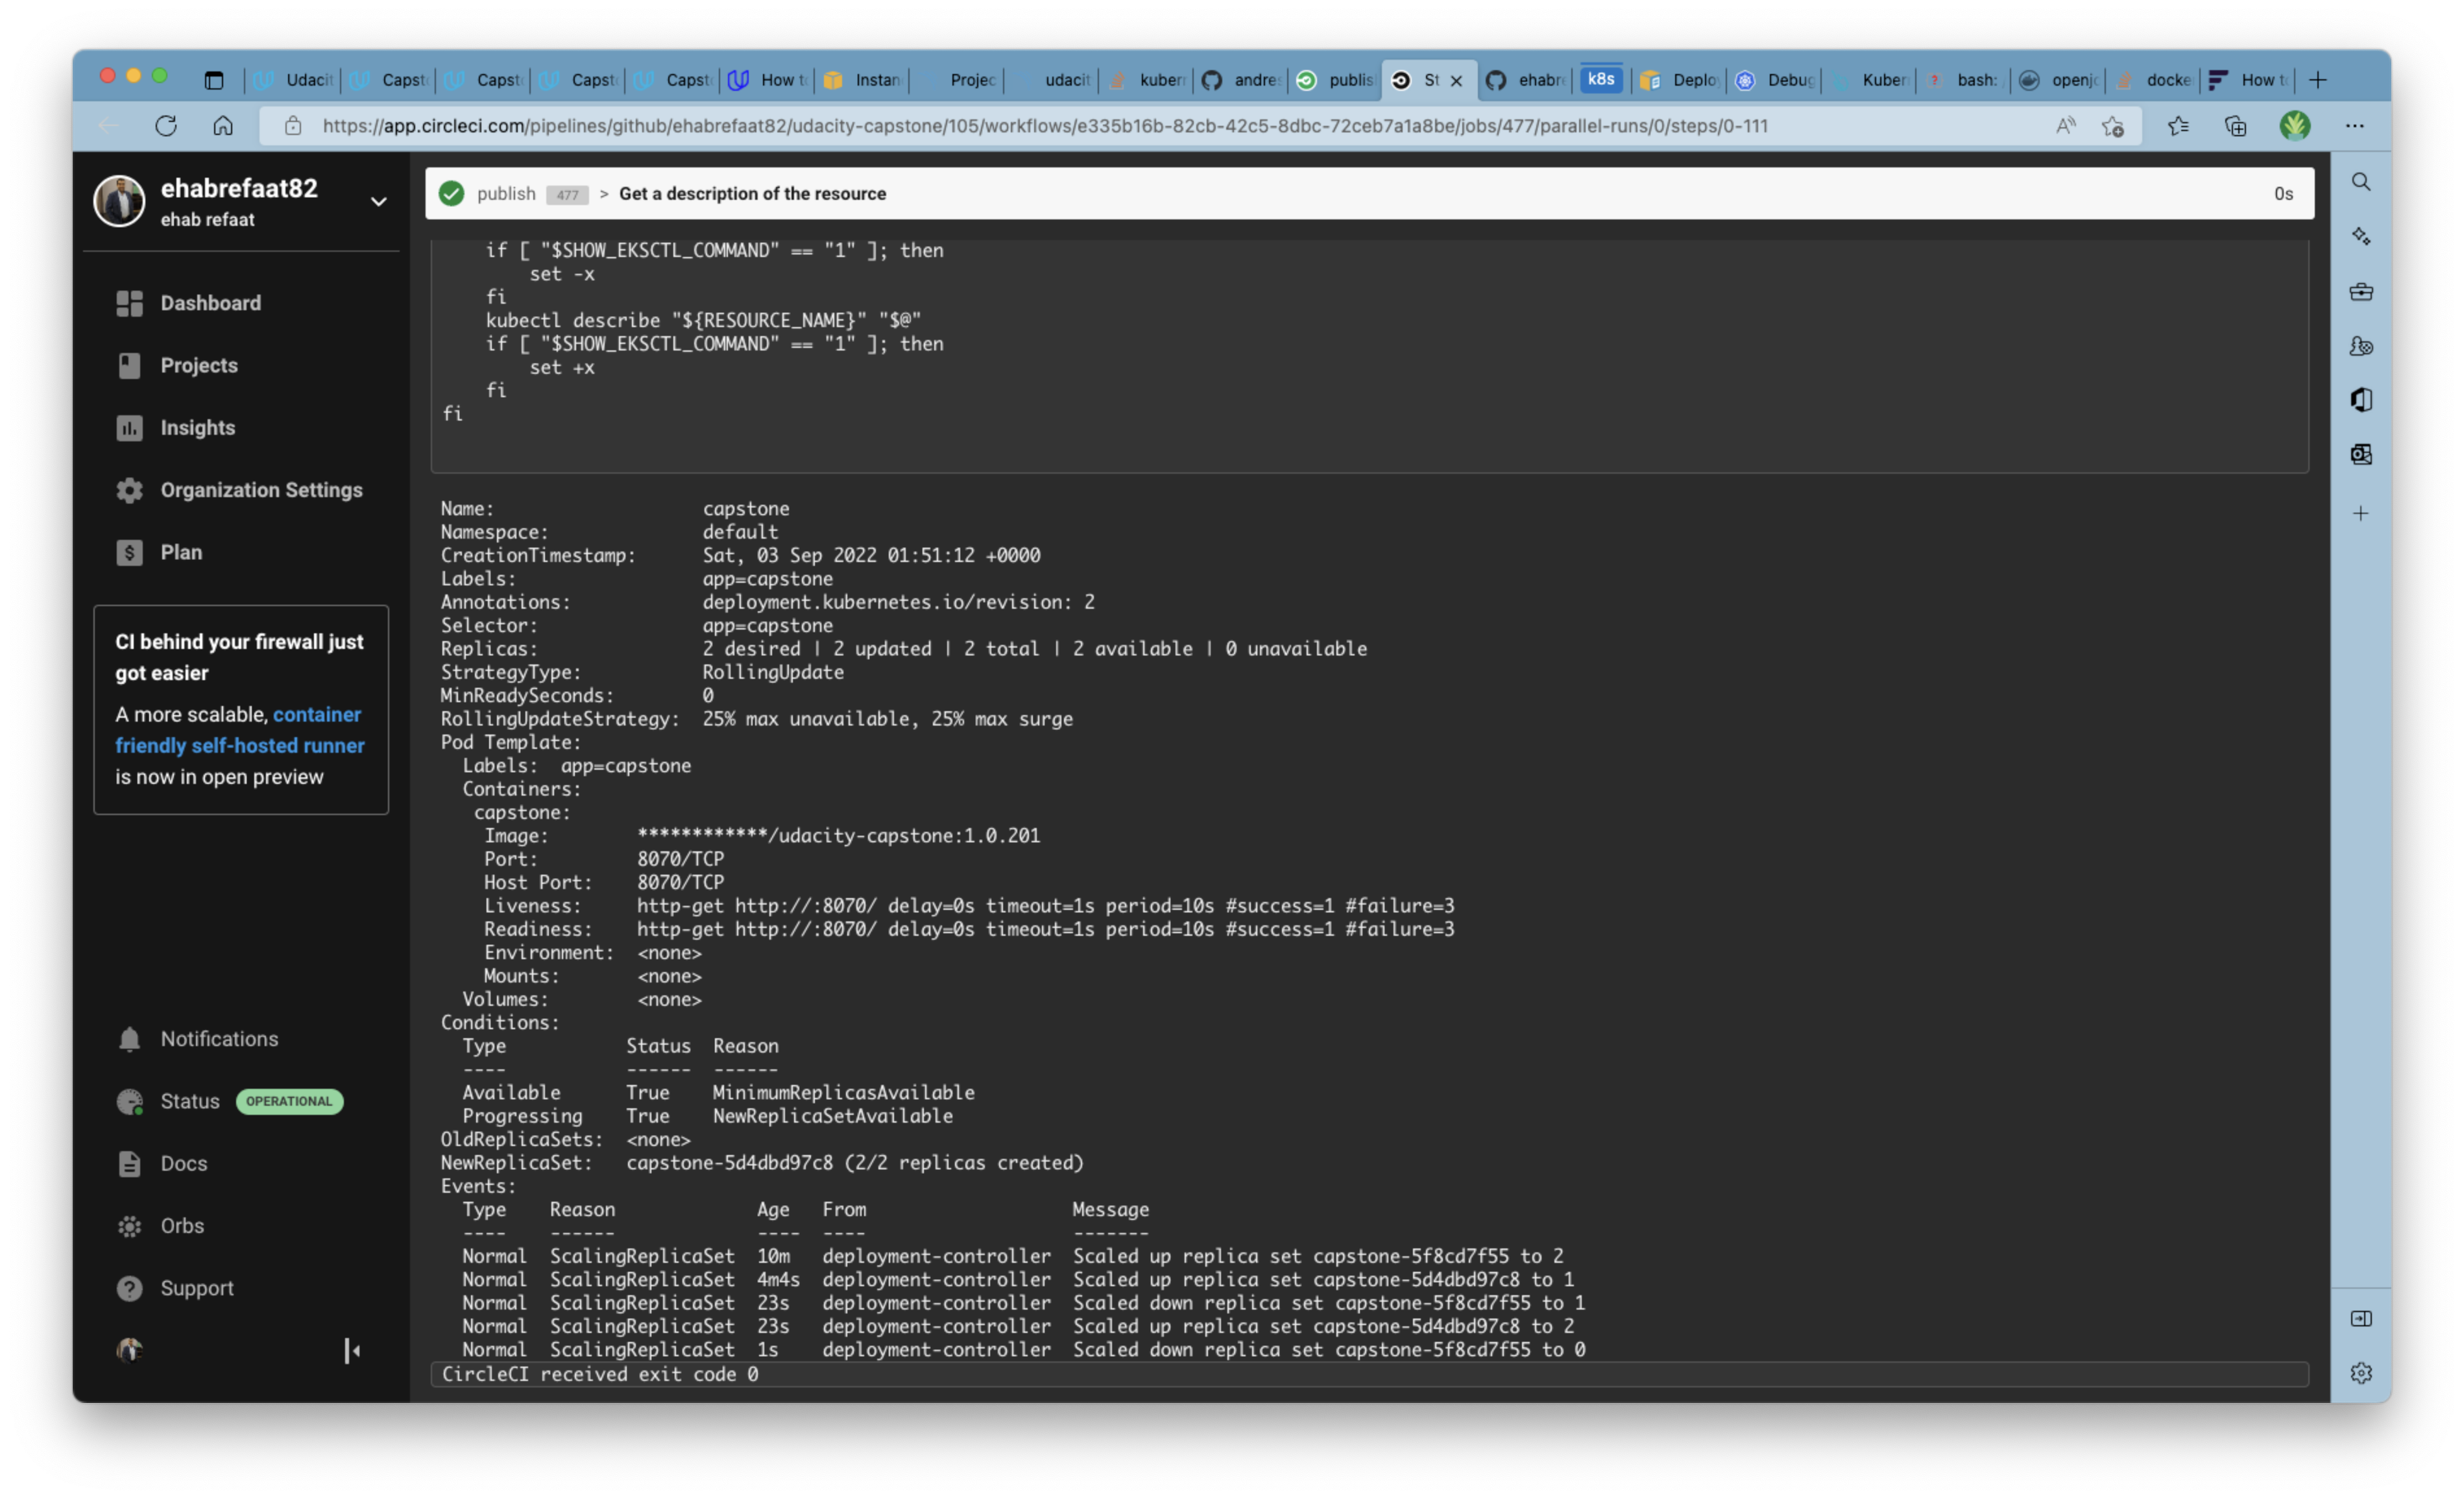 Udacit
Capst
Capst
Capst
Capst
How to
Instan
Projec
udacit
kuber
andre
publis
St
ehabre
k8s
Deplo
Debug
Kuber
bash:
openjc
docke
How to
https://app.circleci.com/pipelines/github/ehabrefaat82/udacity-capstone/105/workflows/e335b16b-82cb-42c5-8dbc-72ceb7a1a8be/jobs/477/parallel-runs/0/steps/0-111
ehabrefaat82
ehab refaat
Dashboard
Projects
Insights
Organization Settings
Plan
CI behind your firewall just
got easier
A more scalable, container
friendly self-hosted runner
is now in open preview
Notifications
Status OPERATIONAL
Docs
Orbs
Support
publish 477 > Get a description of the resource 0s
if [ "$SHOW_EKSCTL_COMMAND" == "1" ]; then
set -x
fi
kubectl describe "${RESOURCE_NAME}" "$@"
if [ "$SHOW_EKSCTL_COMMAND" == "1" ]; then
set +x
fi
fi
Name: capstone
Namespace: default
CreationTimestamp: Sat, 03 Sep 2022 01:51:12 +0000
Labels: app=capstone
Annotations: deployment.kubernetes.io/revision: 2
Selector: app=capstone
Replicas: 2 desired | 2 updated | 2 total | 2 available | 0 unavailable
StrategyType: RollingUpdate
MinReadySeconds: 0
RollingUpdateStrategy: 25% max unavailable, 25% max surge
Pod Template:
Labels: app=capstone
Containers:
capstone:
Image: ************/udacity-capstone:1.0.201
Port: 8070/TCP
Host Port: 8070/TCP
Liveness: http-get http://:8070/ delay=0s timeout=1s period=10s #success=1 #failure=3
Readiness: http-get http://:8070/ delay=0s timeout=1s period=10s #success=1 #failure=3
Environment: <none>
Mounts: <none>
Volumes: <none>
Conditions:
Type Status Reason
---- ------ ------
Available True MinimumReplicasAvailable
Progressing True NewReplicaSetAvailable
OldReplicaSets: <none>
NewReplicaSet: capstone-5d4dbd97c8 (2/2 replicas created)
Events:
Type Reason Age From Message
---- ------ ---- ---- -------
Normal ScalingReplicaSet 10m deployment-controller Scaled up replica set capstone-5f8cd7f55 to 2
Normal ScalingReplicaSet 4m4s deployment-controller Scaled up replica set capstone-5d4dbd97c8 to 1
Normal ScalingReplicaSet 23s deployment-controller Scaled down replica set capstone-5f8cd7f55 to 1
Normal ScalingReplicaSet 23s deployment-controller Scaled up replica set capstone-5d4dbd97c8 to 2
Normal ScalingReplicaSet 1s deployment-controller Scaled down replica set capstone-5f8cd7f55 to 0
CircleCI received exit code 0